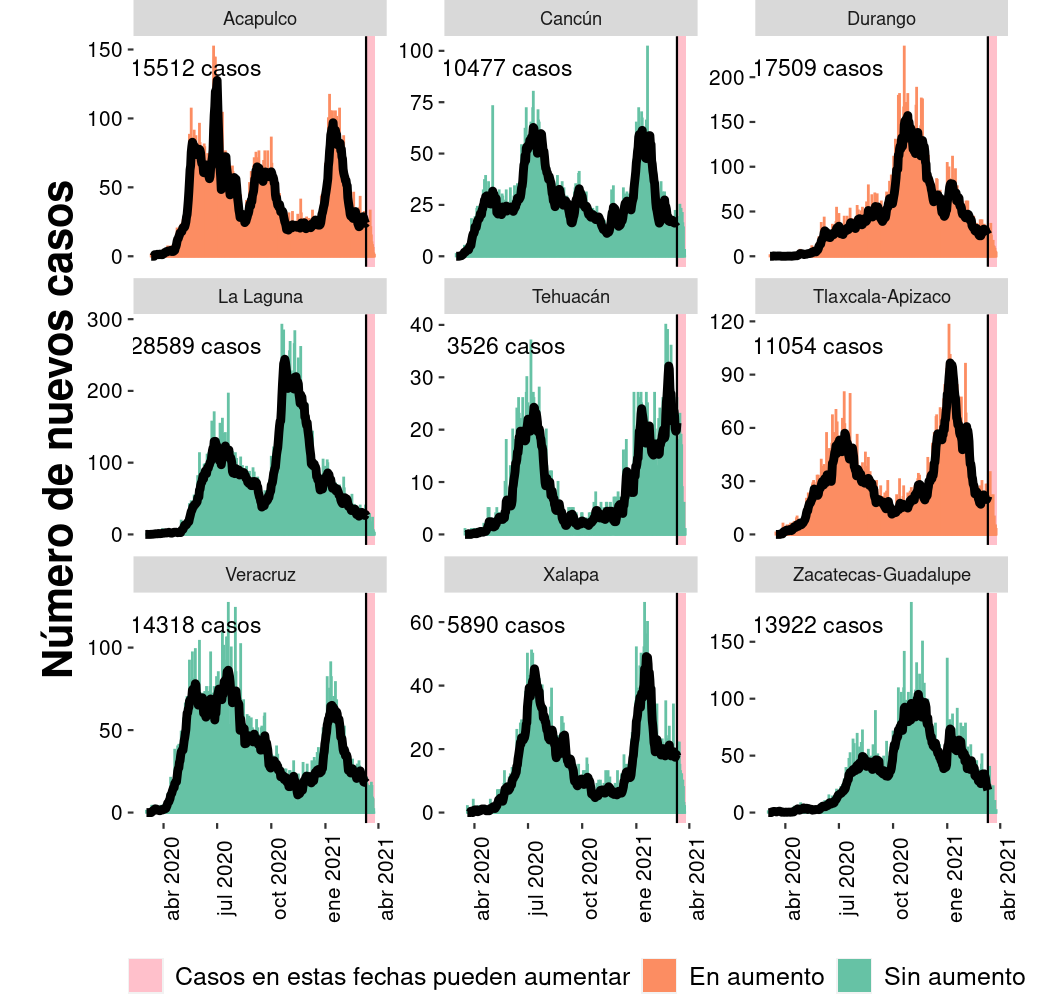 Número de nuevos casos
Acapulco
Cancún
Durango
150
100
50
0
15512 casos
100
75
50
25
0
10477 casos
200
150
100
50
0
17509 casos
La Laguna
Tehuacán
Tlaxcala-Apizaco
300
200
100
0
28589 casos
40
30
20
10
0
3526 casos
120
90
60
30
0
11054 casos
Veracruz
Xalapa
Zacatecas-Guadalupe
100
50
0
14318 casos
60
40
20
0
5890 casos
150
100
50
0
13922 casos
abr 2020
jul 2020
oct 2020
ene 2021
abr 2021
abr 2020
jul 2020
oct 2020
ene 2021
abr 2021
abr 2020
jul 2020
oct 2020
ene 2021
abr 2021
Casos en estas fechas pueden aumentar
En aumento
Sin aumento